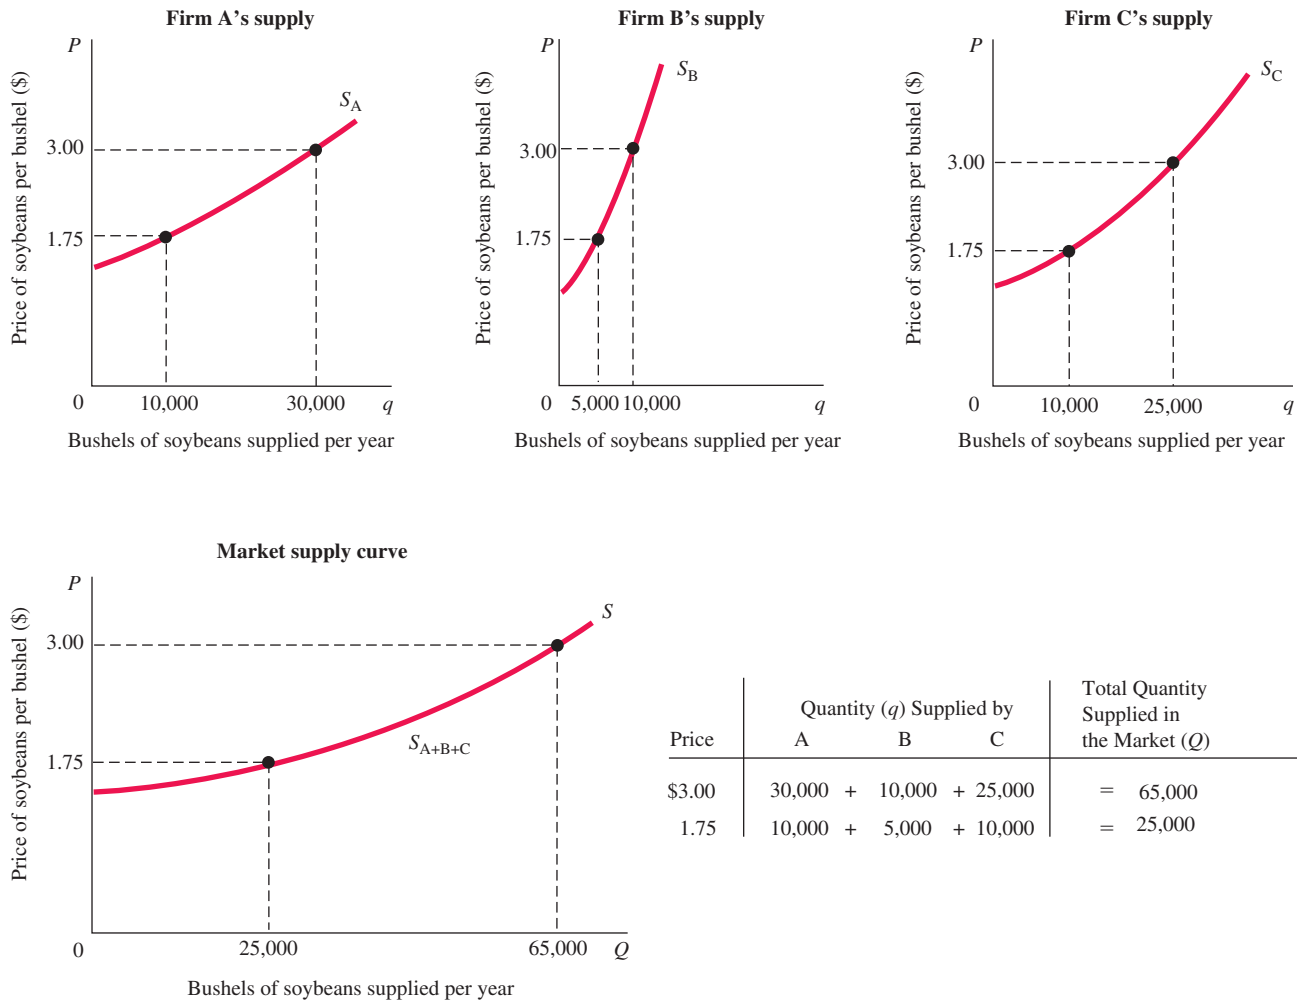 Firm A's supply
P
Price of soybeans per bushel ($)
S_A
3.00
1.75
0 10,000 30,000 q
Bushels of soybeans supplied per year
Firm B's supply
P
Price of soybeans per bushel ($)
S_B
3.00
1.75
0 5,000 10,000 q
Bushels of soybeans supplied per year
Firm C's supply
P
Price of soybeans per bushel ($)
S_C
3.00
1.75
0 10,000 25,000 q
Bushels of soybeans supplied per year
Market supply curve
P
Price of soybeans per bushel ($)
S
3.00
S_A+B+C
1.75
0 25,000 65,000 Q
Bushels of soybeans supplied per year
Total Quantity
Quantity (q) Supplied by Supplied in
Price A B C the Market (Q)
$3.00 30,000 + 10,000 + 25,000 = 65,000
1.75 10,000 + 5,000 + 10,000 = 25,000